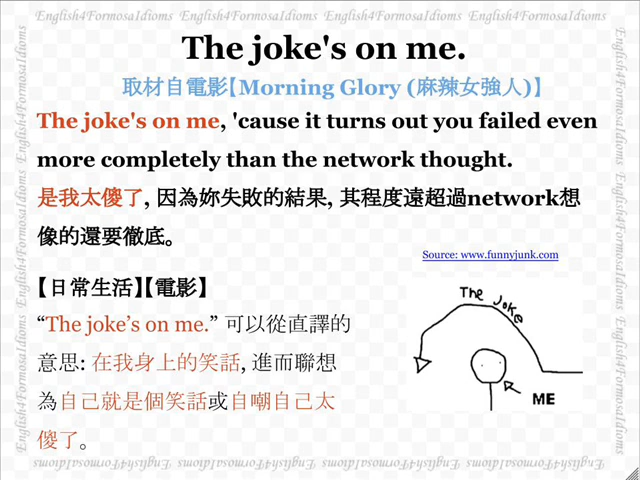 English4FormosaIdioms English4FormosaIdioms English4FormosaIdioms English4FormosaIdioms
The joke's on me.
取材自電影【Morning Glory (麻辣女強人)】
The joke's on me, 'cause it turns out you failed even
more completely than the network thought.
是我太傻了, 因為妳失敗的結果, 其程度遠超過network想
像的還要徹底。
Source: www.funnyjunk.com
【日常生活】【電影】
“The joke’s on me.” 可以從直譯的
意思: 在我身上的笑話, 進而聯想
為自己就是個笑話或自嘲自己太
傻了。
The Joke
ME
English4FormosaIdioms English4FormosaIdioms English4FormosaIdioms English4FormosaIdioms
English4FormosaIdioms English4FormosaIdioms English4FormosaIdioms
English4FormosaIdioms English4FormosaIdioms English4FormosaIdioms